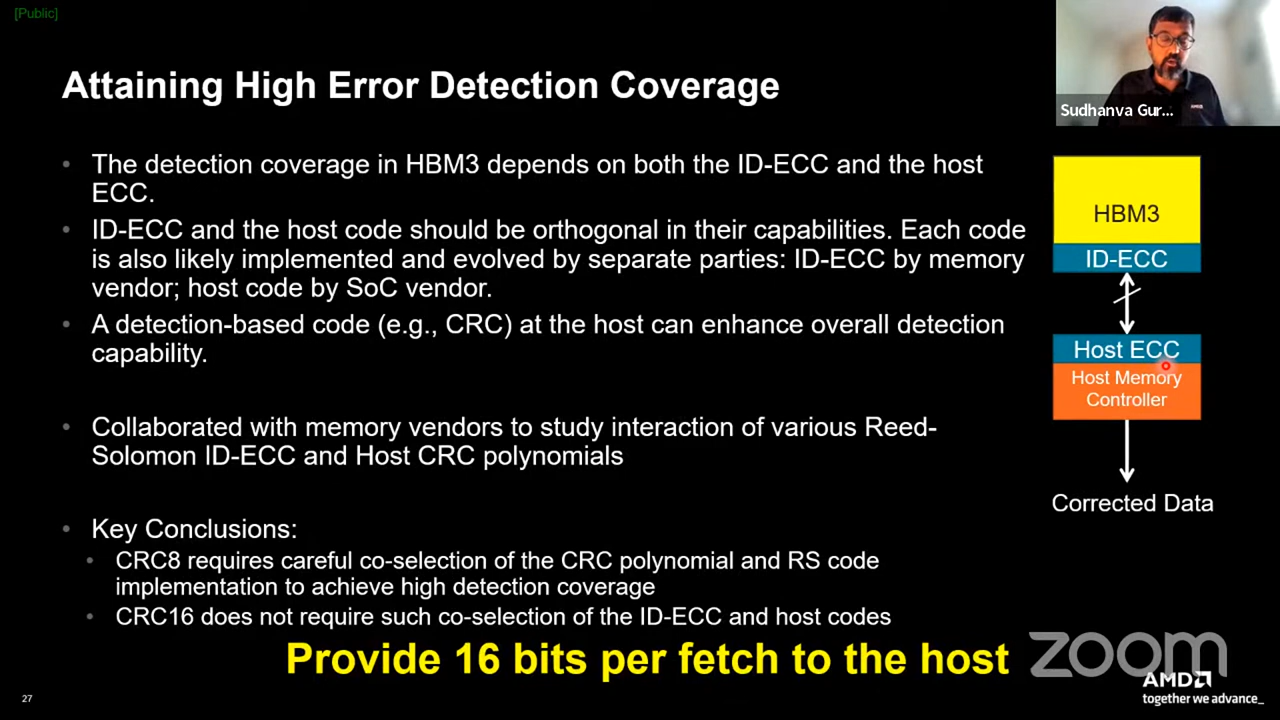 [Public]
Attaining High Error Detection Coverage
Sudhanva Gur...
• The detection coverage in HBM3 depends on both the ID-ECC and the host
ECC.
• ID-ECC and the host code should be orthogonal in their capabilities. Each code
is also likely implemented and evolved by separate parties: ID-ECC by memory
vendor; host code by SoC vendor.
• A detection-based code (e.g., CRC) at the host can enhance overall detection
capability.
• Collaborated with memory vendors to study interaction of various Reed-
Solomon ID-ECC and Host CRC polynomials
• Key Conclusions:
• CRC8 requires careful co-selection of the CRC polynomial and RS code
implementation to achieve high detection coverage
• CRC16 does not require such co-selection of the ID-ECC and host codes
Provide 16 bits per fetch to the host
HBM3
ID-ECC
Host ECC
Host Memory
Controller
Corrected Data
zoom
AMD
together we advance_
27
AMD